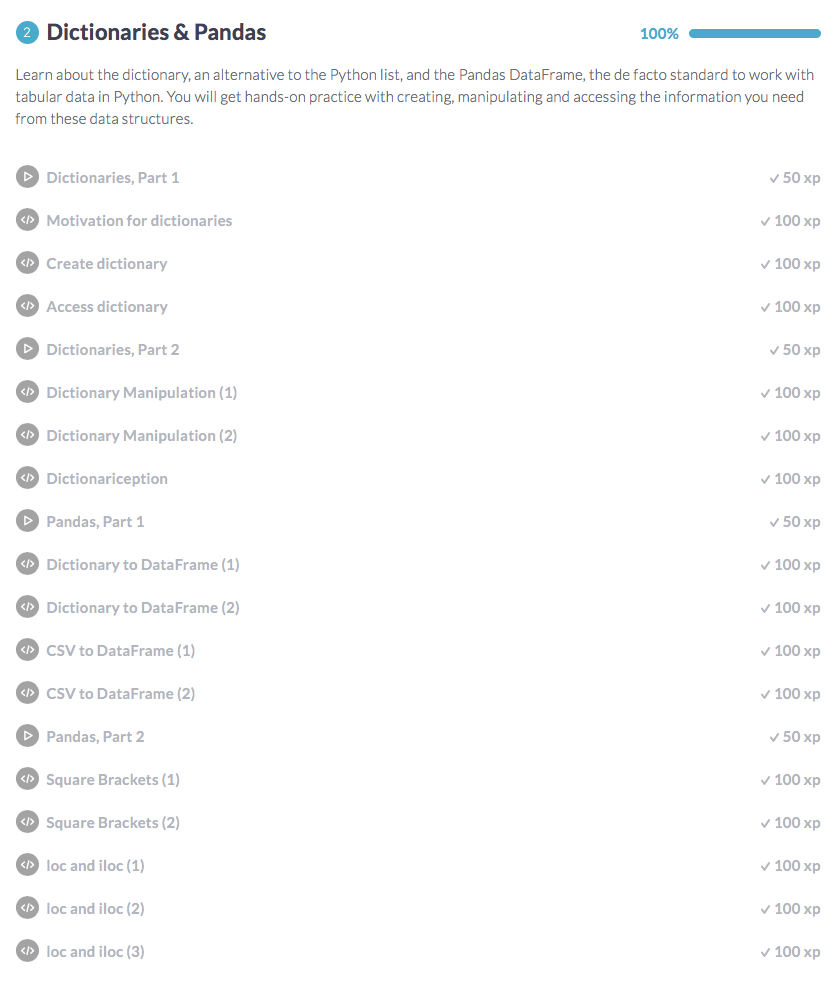 2 Dictionaries & Pandas 100%
Learn about the dictionary, an alternative to the Python list, and the Pandas DataFrame, the de facto standard to work with
tabular data in Python. You will get hands-on practice with creating, manipulating and accessing the information you need
from these data structures.
Dictionaries, Part 1 ✓ 50 xp
</> Motivation for dictionaries ✓ 100 xp
</> Create dictionary ✓ 100 xp
</> Access dictionary ✓ 100 xp
Dictionaries, Part 2 ✓ 50 xp
</> Dictionary Manipulation (1) ✓ 100 xp
</> Dictionary Manipulation (2) ✓ 100 xp
</> Dictionariception ✓ 100 xp
Pandas, Part 1 ✓ 50 xp
</> Dictionary to DataFrame (1) ✓ 100 xp
</> Dictionary to DataFrame (2) ✓ 100 xp
</> CSV to DataFrame (1) ✓ 100 xp
</> CSV to DataFrame (2) ✓ 100 xp
Pandas, Part 2 ✓ 50 xp
</> Square Brackets (1) ✓ 100 xp
</> Square Brackets (2) ✓ 100 xp
</> loc and iloc (1) ✓ 100 xp
</> loc and iloc (2) ✓ 100 xp
</> loc and iloc (3) ✓ 100 xp